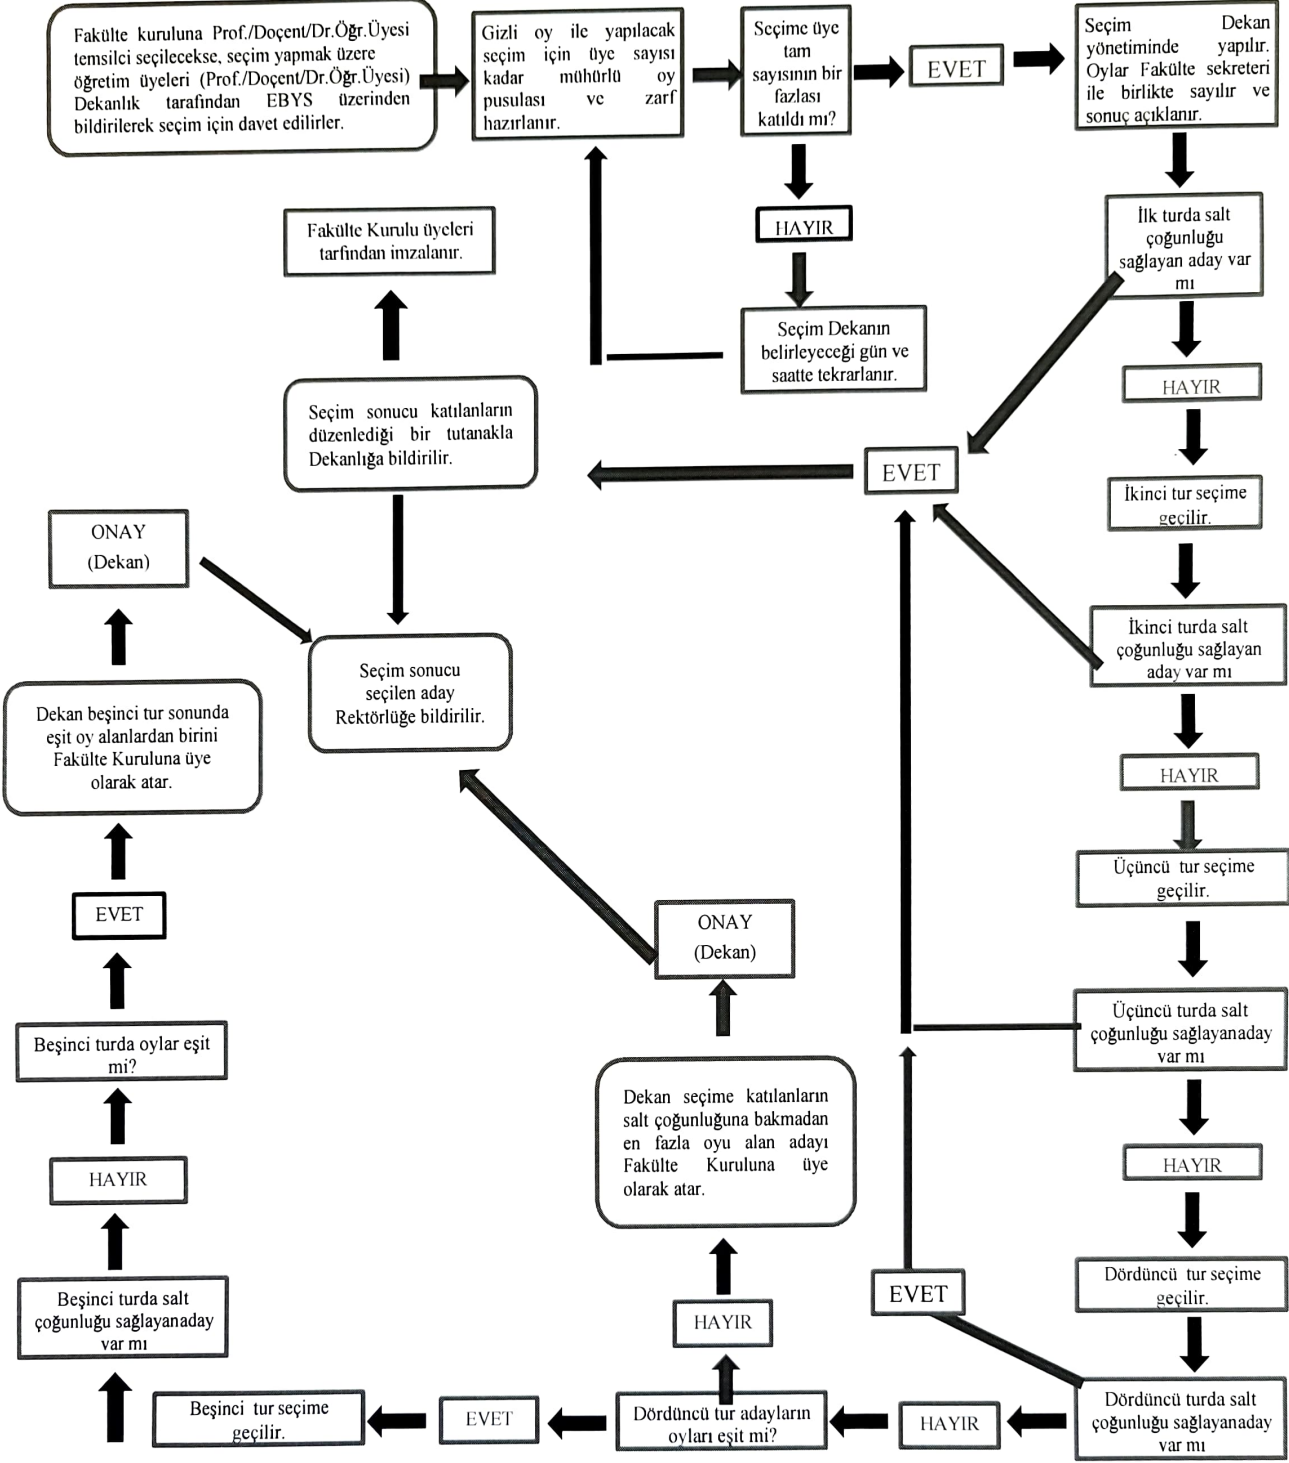 Fakülte kuruluna Prof./Doçent/Dr.Öğr.Üyesi
temsilci seçilecekse, seçim yapmak üzere
öğretim üyeleri (Prof./Doçent/Dr.Öğr.Üyesi)
Dekanlık tarafından EBYS üzerinden
bildirilerek seçim için davet edilirler.
Gizli oy ile yapılacak
seçim için üye sayısı
kadar mühürlü oy
pusulası ve zarf
hazırlanır.
Seçime üye
tam
sayısının bir
fazlası
katıldı mı?
EVET
Seçim Dekan
yönetiminde yapılır.
Oylar Fakülte sekreteri
ile birlikte sayılır ve
sonuç açıklanır.
HAYIR
Seçim Dekanın
belirleyeceği gün ve
saatte tekrarlanır.
İlk turda salt
çoğunluğu
sağlayan aday var
mı
HAYIR
İkinci tur seçime
geçilir.
İkinci turda salt
çoğunluğu sağlayan
aday var mı
HAYIR
Üçüncü tur seçime
geçilir.
Üçüncü turda salt
çoğunluğu sağlayanaday
var mı
HAYIR
Dördüncü tur seçime
geçilir.
Dördüncü turda salt
çoğunluğu sağlayanaday
var mı
EVET
EVET
HAYIR
Dördüncü tur adayların
oyları eşit mi?
HAYIR
Dekan seçime katılanların
salt çoğunluğuna bakmadan
en fazla oyu alan adayı
Fakülte Kuruluna üye
olarak atar.
ONAY
(Dekan)
EVET
Beşinci tur seçime
geçilir.
Beşinci turda salt
çoğunluğu sağlayanaday
var mı
HAYIR
Beşinci turda oylar eşit
mi?
EVET
Dekan beşinci tur sonunda
eşit oy alanlardan birini
Fakülte Kuruluna üye
olarak atar.
ONAY
(Dekan)
Seçim sonucu
seçilen aday
Rektörlüğe bildirilir.
Seçim sonucu katılanların
düzenlediği bir tutanakla
Dekanlığa bildirilir.
Fakülte Kurulu üyeleri
tarfından imzalanır.